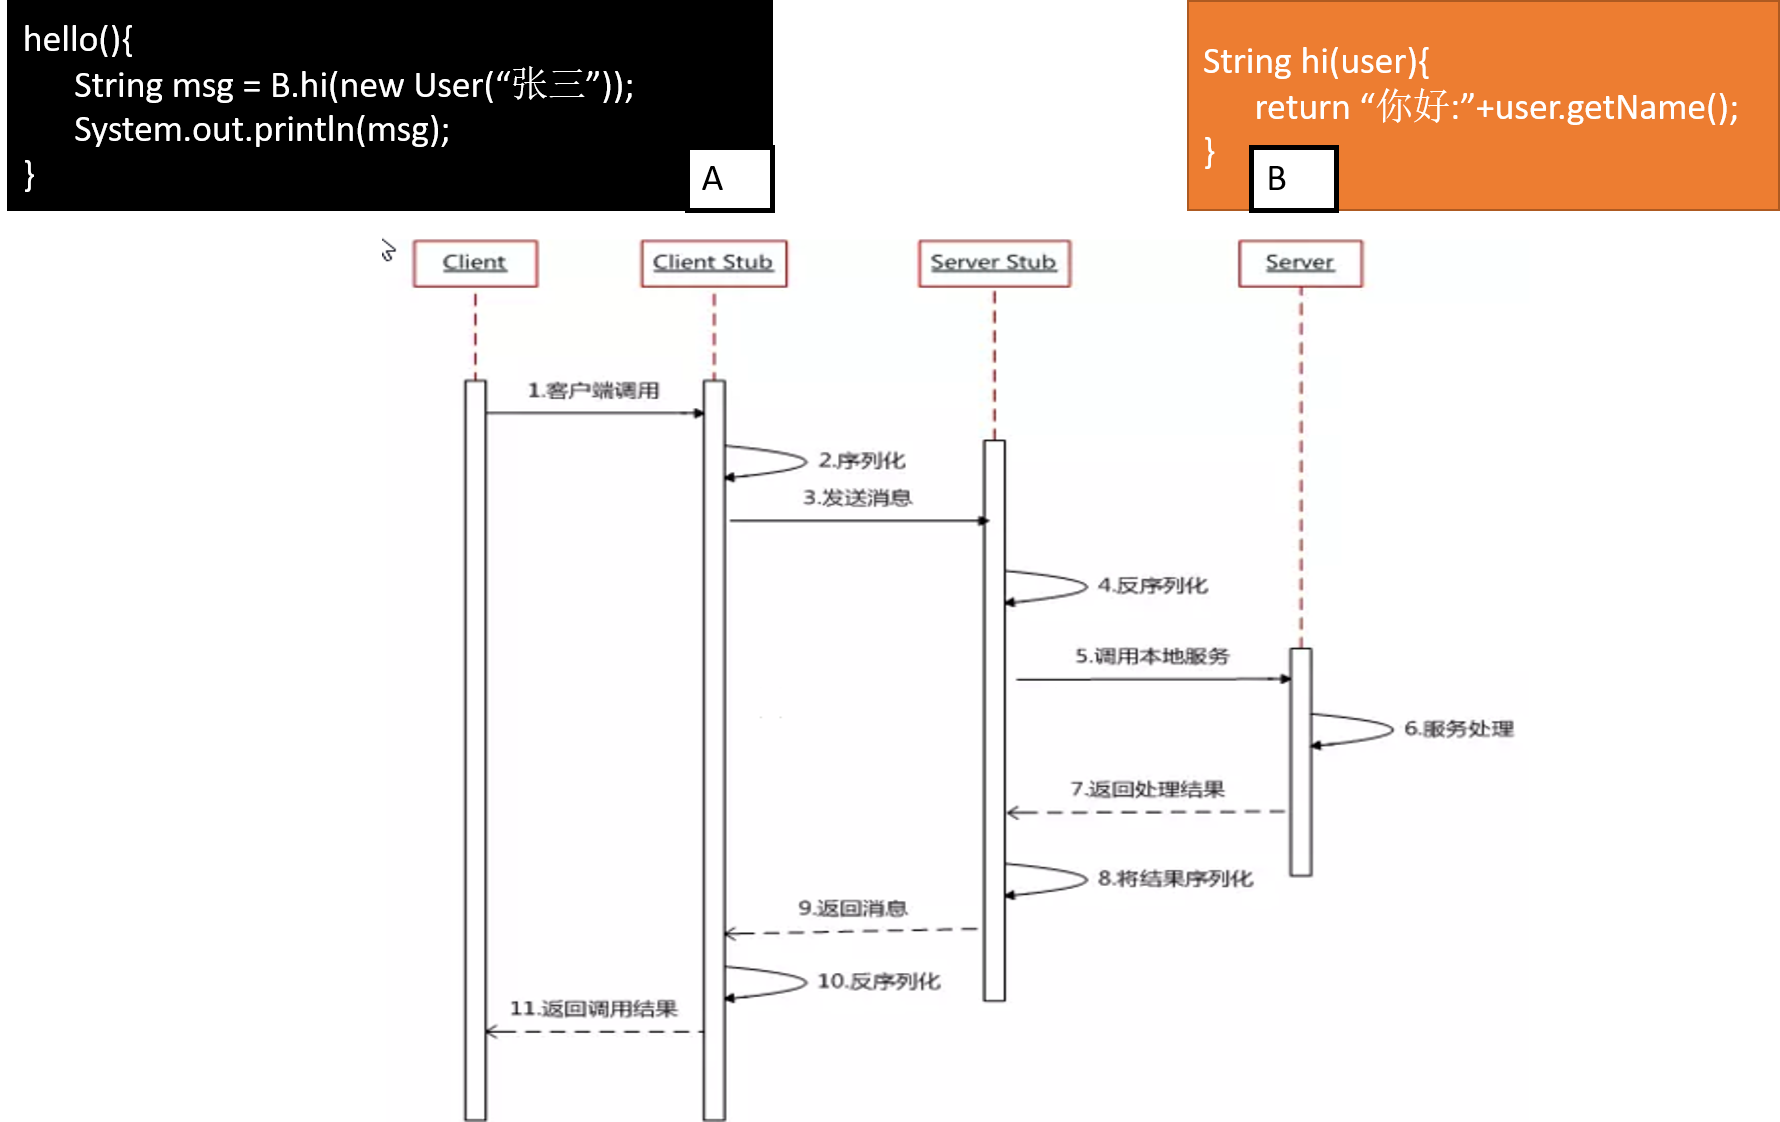 hello(){
String msg = B.hi(new User(“张三”));
System.out.println(msg);
}
A
String hi(user){
return “你好:”+user.getName();
}
B
Client
Client Stub
Server Stub
Server
1.客户端调用
2.序列化
3.发送消息
4.反序列化
5.调用本地服务
6.服务处理
7.返回处理结果
8.将结果序列化
9.返回消息
10.反序列化
11.返回调用结果